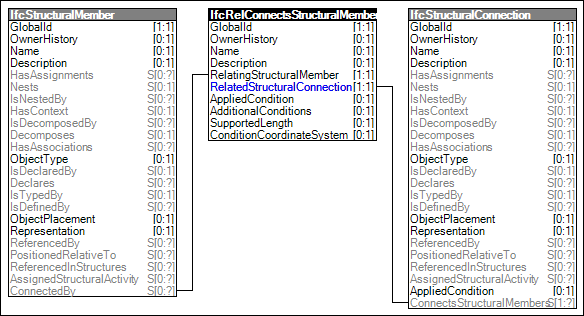 IfcStructuralMember
GlobalId [1:1]
OwnerHistory [0:1]
Name [0:1]
Description [0:1]
HasAssignments S[0:?]
Nests S[0:1]
IsNestedBy S[0:?]
HasContext S[0:1]
IsDecomposedBy S[0:?]
Decomposes S[0:1]
HasAssociations S[0:?]
ObjectType [0:1]
IsDeclaredBy S[0:1]
Declares S[0:?]
IsTypedBy S[0:1]
IsDefinedBy S[0:?]
ObjectPlacement [0:1]
Representation [0:1]
ReferencedBy S[0:?]
PositionedRelativeTo S[0:?]
ReferencedInStructures S[0:?]
AssignedStructuralActivity S[0:?]
ConnectedBy S[0:?]
IfcRelConnectsStructuralMember
GlobalId [1:1]
OwnerHistory [0:1]
Name [0:1]
Description [0:1]
RelatingStructuralMember [1:1]
RelatedStructuralConnection [1:1]
AppliedCondition [0:1]
AdditionalConditions [0:1]
SupportedLength [0:1]
ConditionCoordinateSystem [0:1]
IfcStructuralConnection
GlobalId [1:1]
OwnerHistory [0:1]
Name [0:1]
Description [0:1]
HasAssignments S[0:?]
Nests S[0:1]
IsNestedBy S[0:?]
HasContext S[0:1]
IsDecomposedBy S[0:?]
Decomposes S[0:1]
HasAssociations S[0:?]
ObjectType [0:1]
IsDeclaredBy S[0:1]
Declares S[0:?]
IsTypedBy S[0:1]
IsDefinedBy S[0:?]
ObjectPlacement [0:1]
Representation [0:1]
ReferencedBy S[0:?]
PositionedRelativeTo S[0:?]
ReferencedInStructures S[0:?]
AssignedStructuralActivity S[0:?]
AppliedCondition [0:1]
ConnectsStructuralMembers S[1:?]